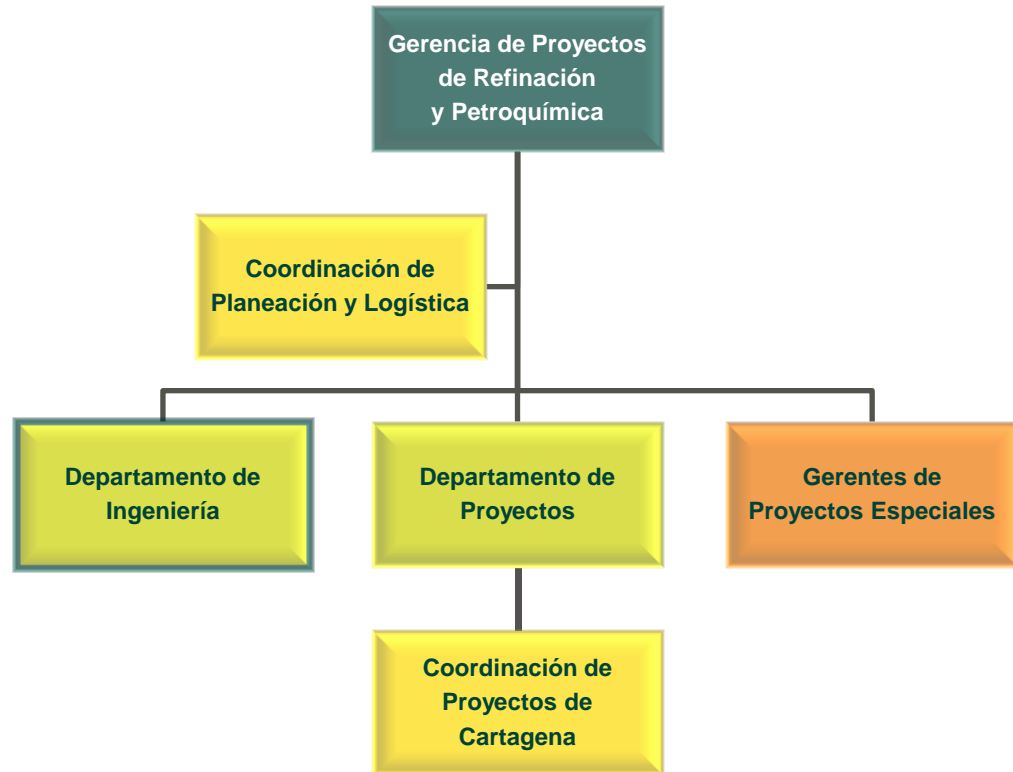 Gerencia de Proyectos
de Refinación
y Petroquímica
Coordinación de
Planeación y Logística
Departamento de
Ingeniería
Departamento de
Proyectos
Gerentes de
Proyectos Especiales
Coordinación de
Proyectos de
Cartagena